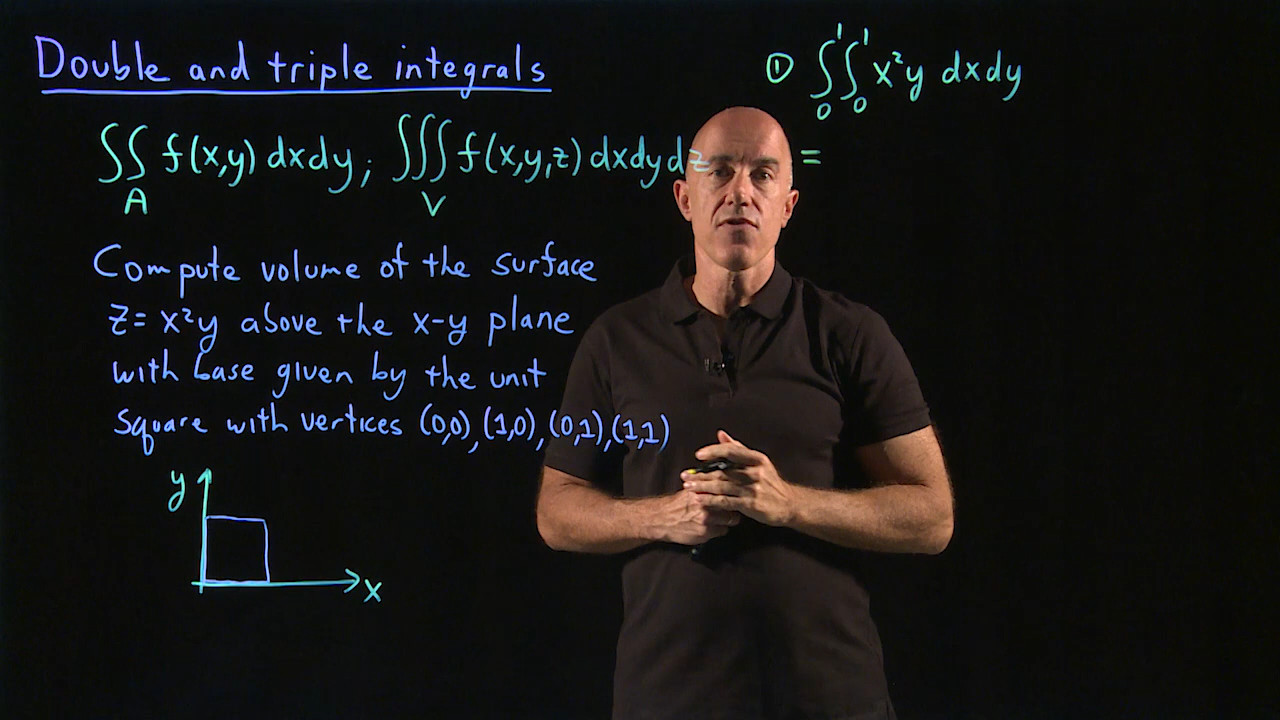 Double and triple integrals
∬_A f(x,y) dxdy; ∭_V f(x,y,z) dxdydz
Compute volume of the surface
z = x²y above the x-y plane
with base given by the unit
square with vertices (0,0), (1,0), (0,1), (1,1)
y
x
① ∫₀¹∫₀¹ x²y dxdy
=